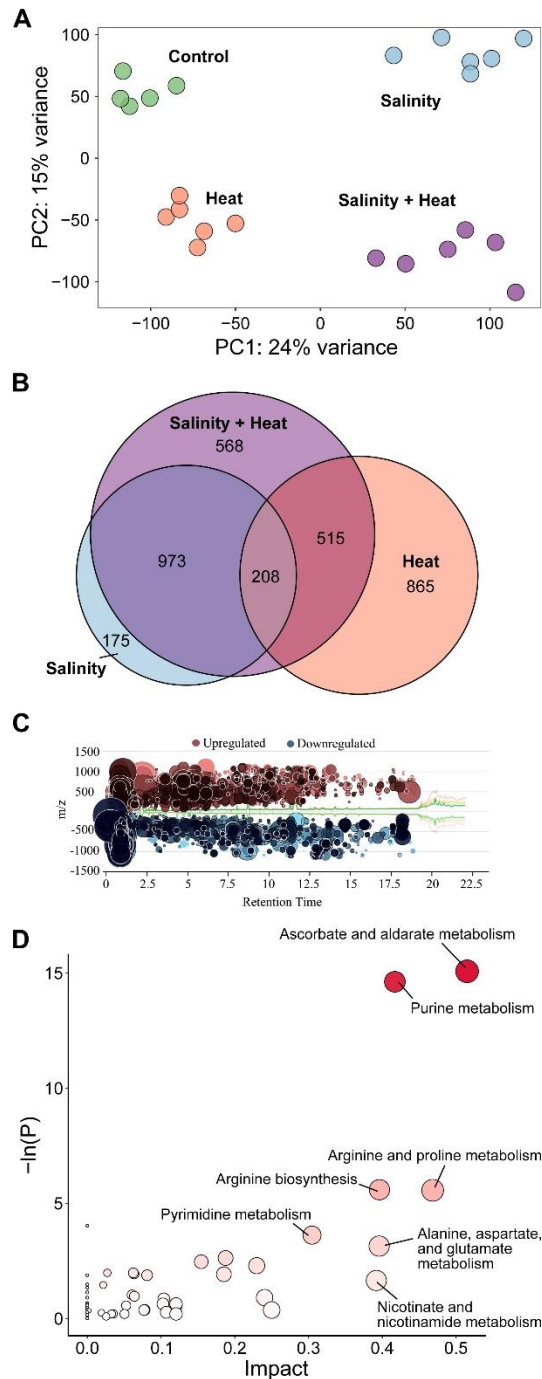 A
Control
Salinity
Heat
Salinity + Heat
PC2: 15% variance
100
50
0
−50
−100
−100
−50
0
50
100
PC1: 24% variance
B
Salinity + Heat
568
973
208
515
Heat
865
175
Salinity
C
Upregulated
Downregulated
m/z
1500
1000
500
-500
-1000
-1500
0
2.5
5
7.5
10
12.5
15
17.5
20
22.5
Retention Time
D
Ascorbate and aldarate metabolism
Purine metabolism
Arginine and proline metabolism
Arginine biosynthesis
Pyrimidine metabolism
Alanine, aspartate,
and glutamate
metabolism
Nicotinate and
nicotinamide metabolism
−ln(P)
15
10
5
0
0.0
0.1
0.2
0.3
0.4
0.5
Impact